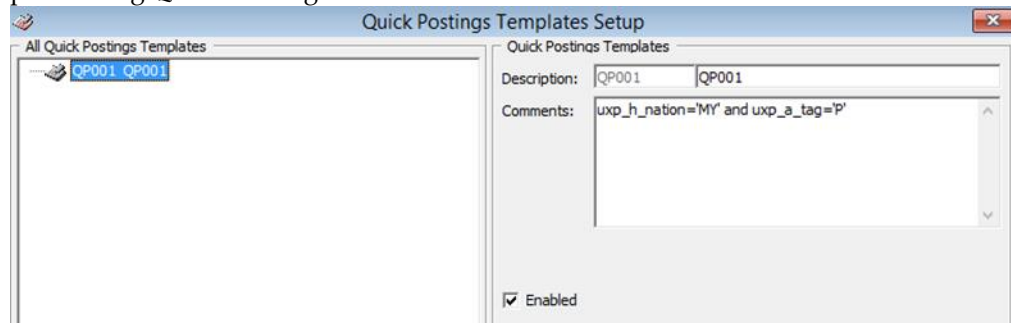 Quick Postings Templates Setup
All Quick Postings Templates
QP001 QP001
Quick Postings Templates
Description: QP001 QP001
Comments: uxp_h_nation='MY' and uxp_a_tag='P'
Enabled